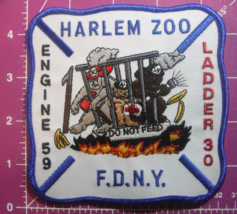 HARLEM ZOO
ENGINE 59
LADDER 30
DO NOT FEED
F.D.N.Y.